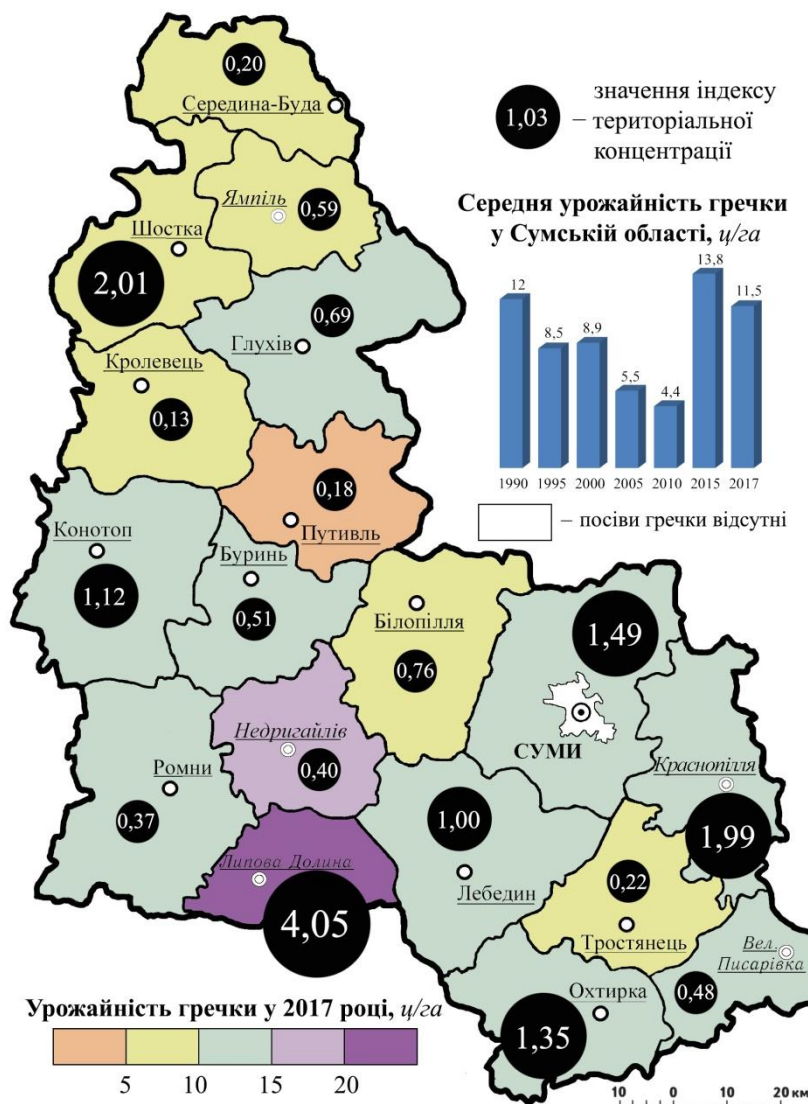 0,20
Середина-Буда
1,03
– значення індексу
територіальної
концентрації
Ямпіль
0,59
Шостка
2,01
0,69
Глухів
Кролевець
0,13
Середня урожайність гречки
у Сумській області, ц/га
12
8,5
8,9
5,5
4,4
13,8
11,5
1990 1995 2000 2005 2010 2015 2017
– посіви гречки відсутні
0,18
Путивль
Конотоп
1,12
Буринь
0,51
Білопілля
0,76
1,49
СУМИ
Недригайлів
0,40
Ромни
0,37
Краснопілля
1,99
1,00
Лебедин
Липова Долина
4,05
0,22
Тростянець
Вел.
Писарівка
0,48
Охтирка
1,35
Урожайність гречки у 2017 році, ц/га
5 10 15 20
10 0 10 20 км